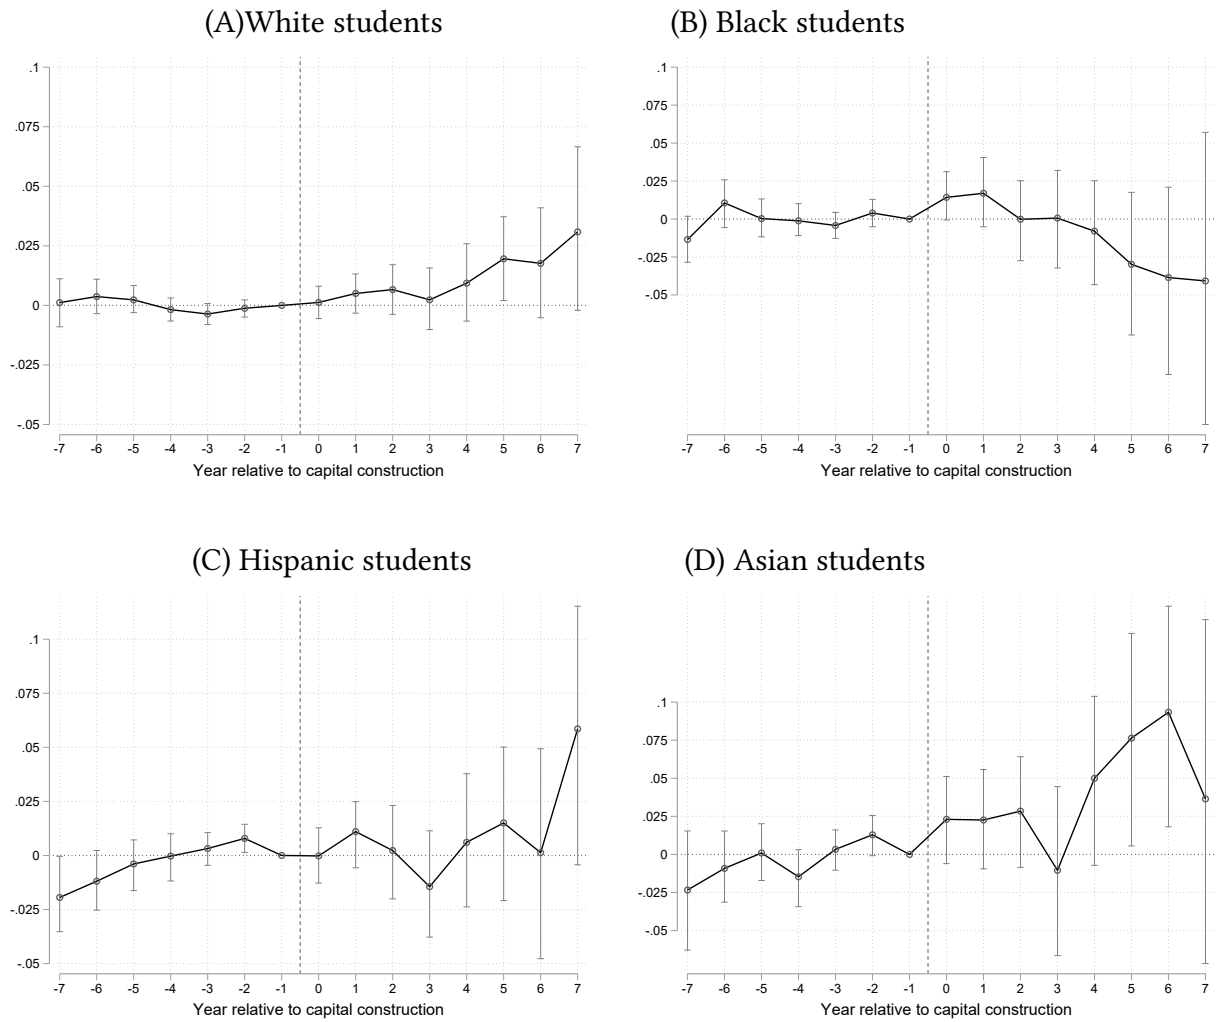 (A)White students
.1
.075
.05
.025
0
-.025
-.05
-7 -6 -5 -4 -3 -2 -1 0 1 2 3 4 5 6 7
Year relative to capital construction
(B) Black students
.1
.075
.05
.025
0
-.025
-.05
-7 -6 -5 -4 -3 -2 -1 0 1 2 3 4 5 6 7
Year relative to capital construction
(C) Hispanic students
.1
.075
.05
.025
0
-.025
-.05
-7 -6 -5 -4 -3 -2 -1 0 1 2 3 4 5 6 7
Year relative to capital construction
(D) Asian students
.1
.075
.05
.025
0
-.025
-.05
-7 -6 -5 -4 -3 -2 -1 0 1 2 3 4 5 6 7
Year relative to capital construction